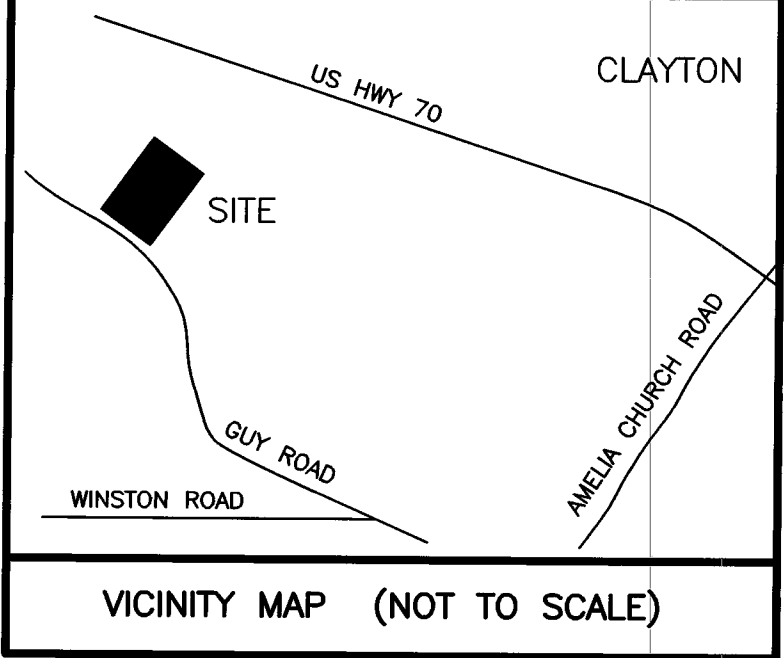 CLAYTON
US HWY 70
SITE
AMELIA CHURCH ROAD
GUY ROAD
WINSTON ROAD
VICINITY MAP (NOT TO SCALE)